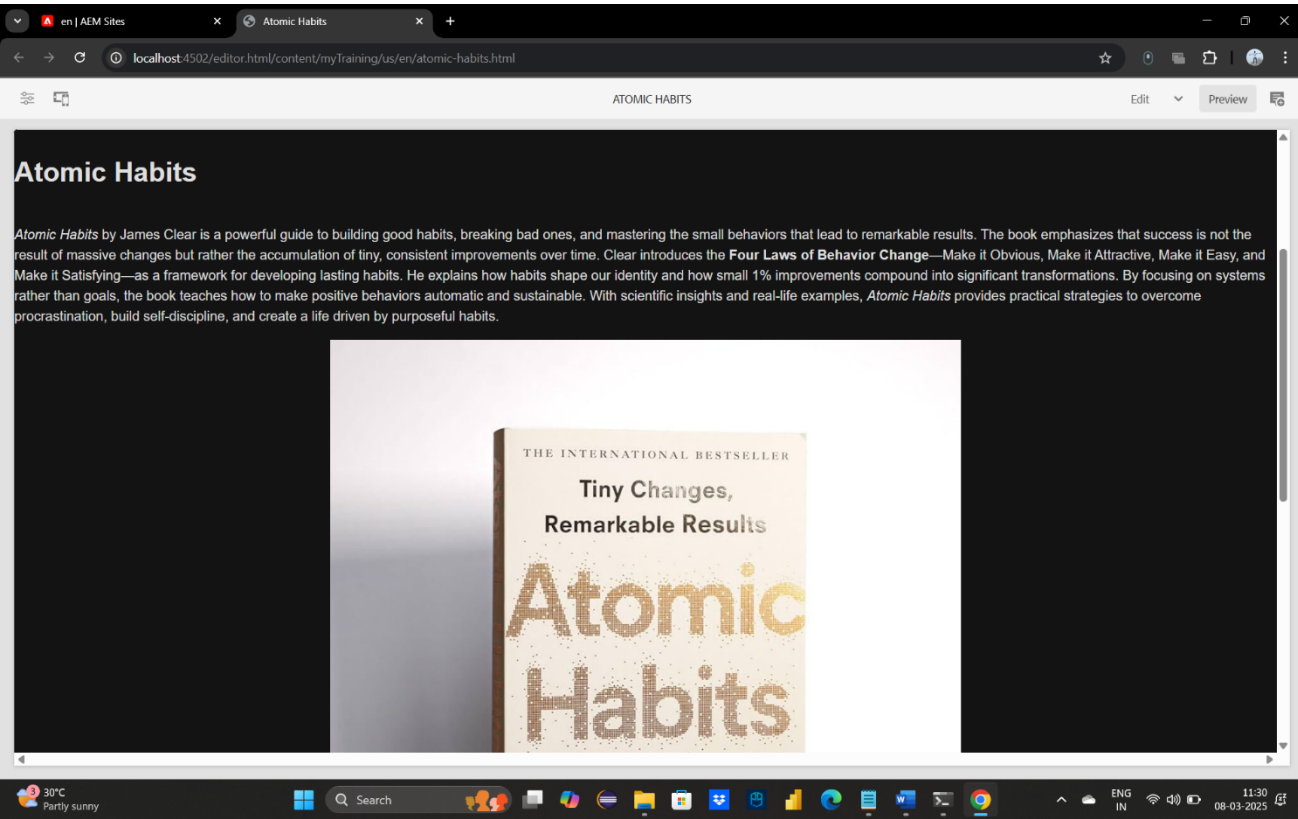 en | AEM Sites
Atomic Habits
localhost:4502/editor.html/content/myTraining/us/en/atomic-habits.html
ATOMIC HABITS
Edit
Preview
Atomic Habits
Atomic Habits by James Clear is a powerful guide to building good habits, breaking bad ones, and mastering the small behaviors that lead to remarkable results. The book emphasizes that success is not the
result of massive changes but rather the accumulation of tiny, consistent improvements over time. Clear introduces the Four Laws of Behavior Change—Make it Obvious, Make it Attractive, Make it Easy, and
Make it Satisfying—as a framework for developing lasting habits. He explains how habits shape our identity and how small 1% improvements compound into significant transformations. By focusing on systems
rather than goals, the book teaches how to make positive behaviors automatic and sustainable. With scientific insights and real-life examples, Atomic Habits provides practical strategies to overcome
procrastination, build self-discipline, and create a life driven by purposeful habits.
THE INTERNATIONAL BESTSELLER
Tiny Changes,
Remarkable Results
Atomic
Habits
3
30°C
Partly sunny
Search
ENG
IN
11:30
08-03-2025